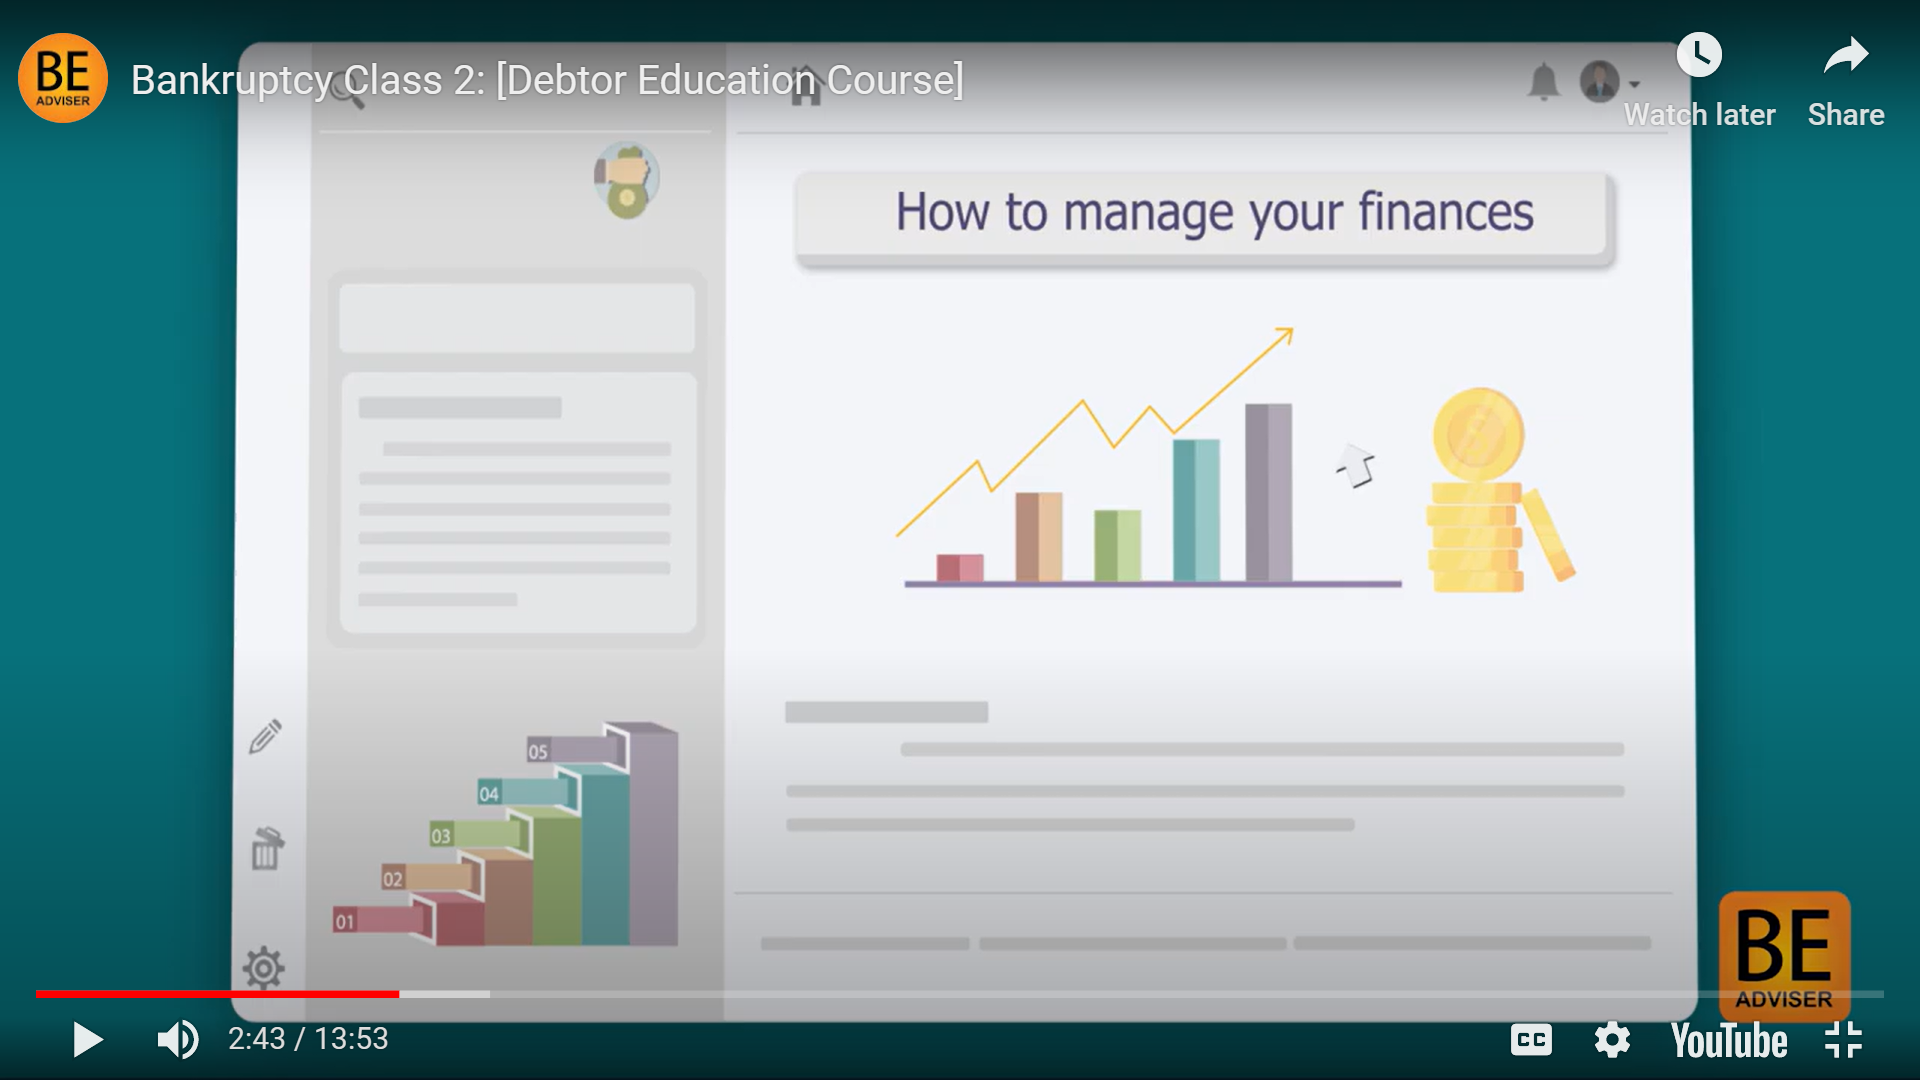 BE
ADVISER
Bankruptcy Class 2: [Debtor Education Course]
Watch later
Share
How to manage your finances
05
04
03
02
01
BE
ADVISER
2:43 / 13:53
CC
YouTube